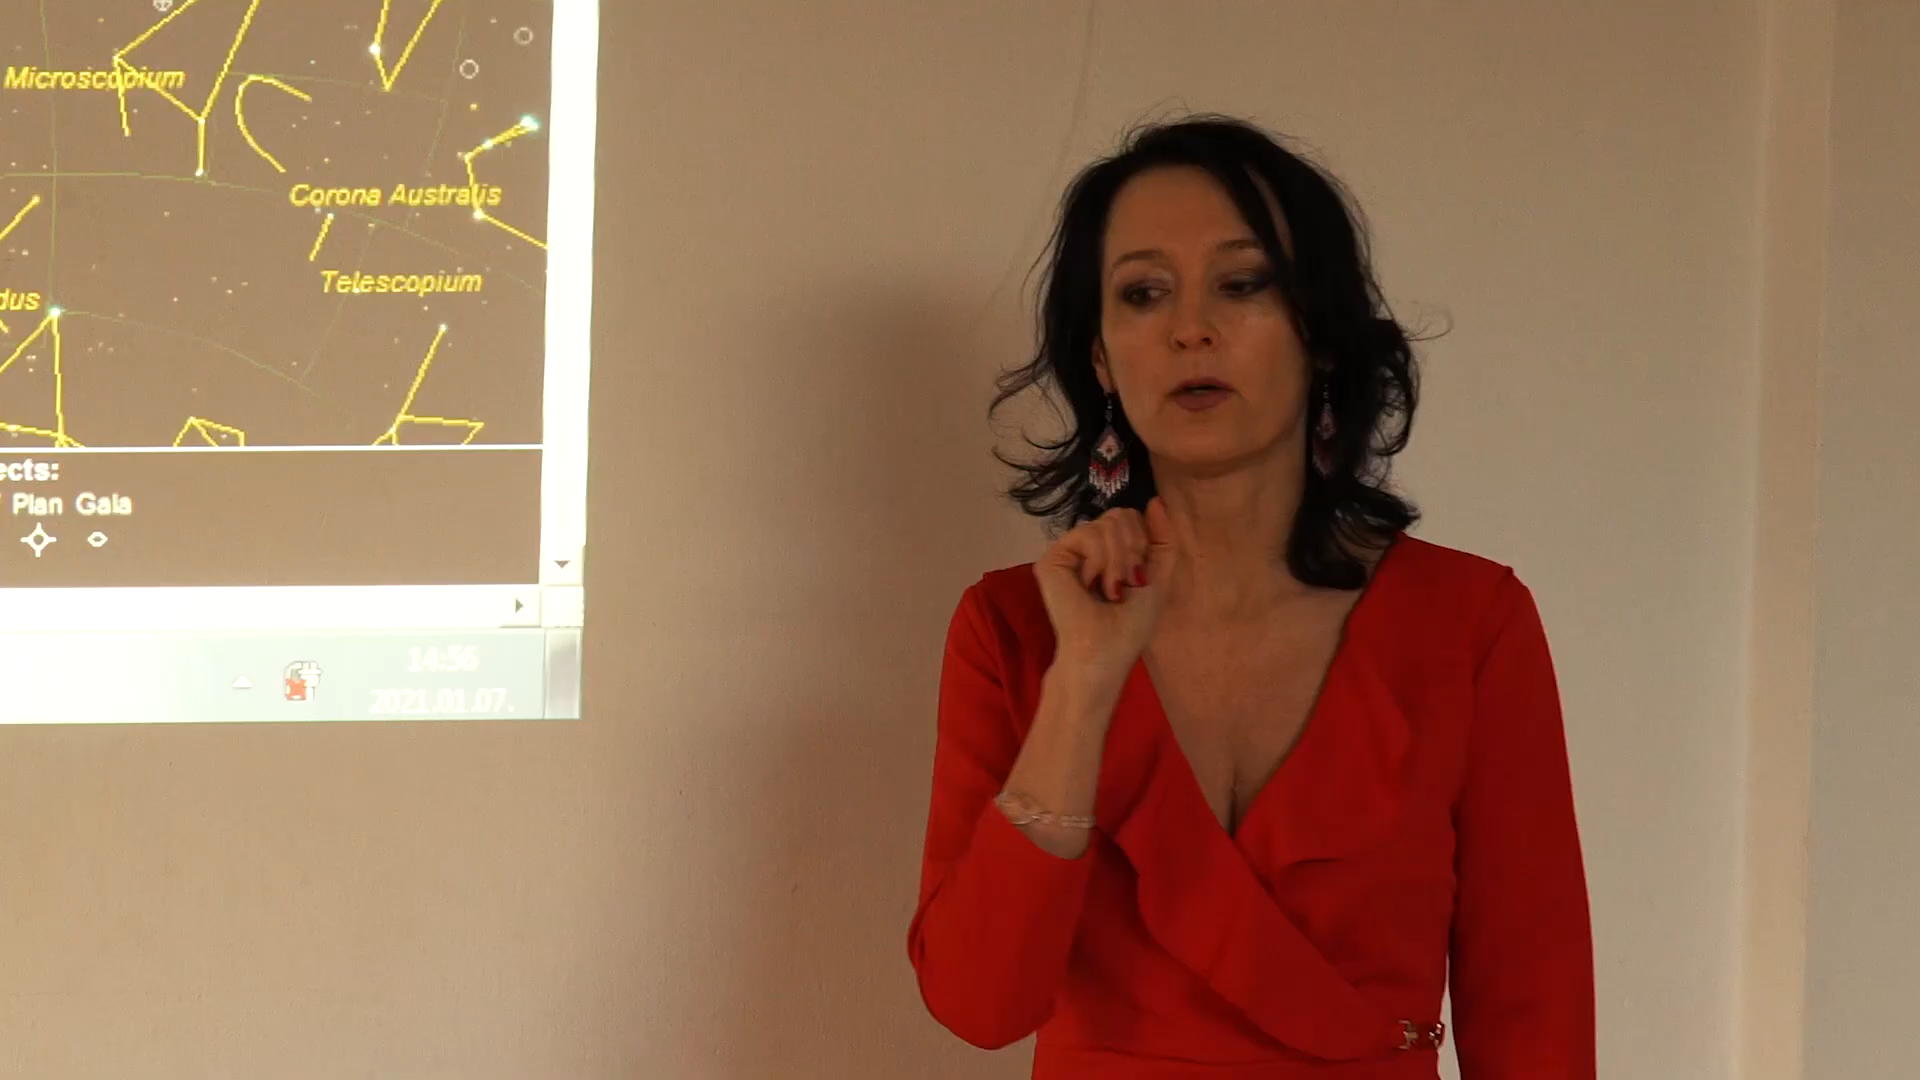 Microscopium
Corona Australis
Telescopium
dus
ects:
Plan Gala
14:56
2021.01.07.